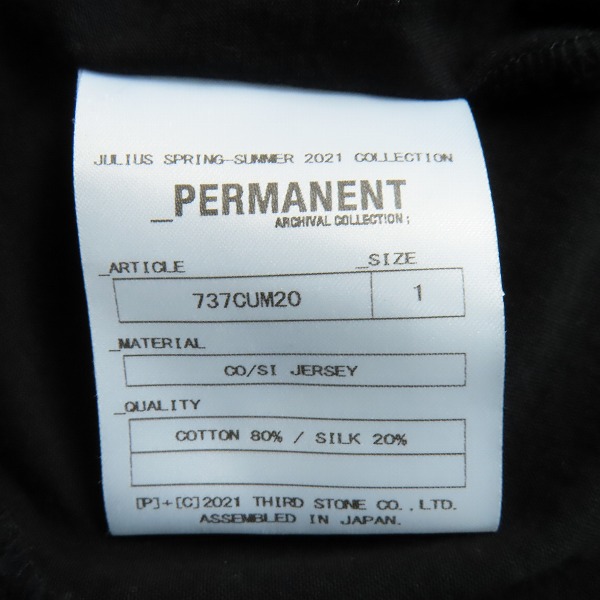 JULIUS SPRING-SUMMER 2021 COLLECTION
_PERMANENT
ARCHIVAL COLLECTION ;
_ARTICLE _SIZE
737CUM20 1
_MATERIAL
CO/SI JERSEY
_QUALITY
COTTON 80% / SILK 20%
[P]+[C]2021 THIRD STONE CO.,LTD.
ASSEMBLED IN JAPAN.